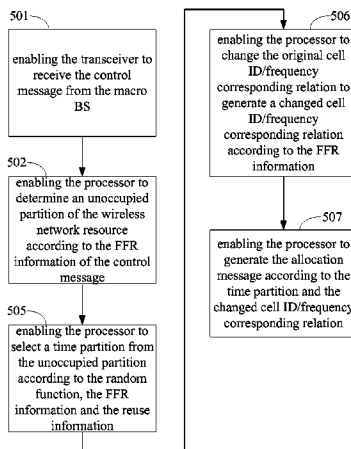 501
enabling the transceiver to
receive the control
message from the macro
BS
502
enabling the processor to
determine an unoccupied
partition of the wireless
network resource
according to the FFR
information of the control
message
505
enabling the processor to
select a time partition from
the unoccupied partition
according to the random
function, the FFR
information and the reuse
information
506
enabling the processor to
change the original cell
ID/frequency
corresponding relation to
generate a changed cell
ID/frequency
corresponding relation
according to the FFR
information
507
enabling the processor to
generate the allocation
message according to the
time partition and the
changed cell ID/frequency
corresponding relation